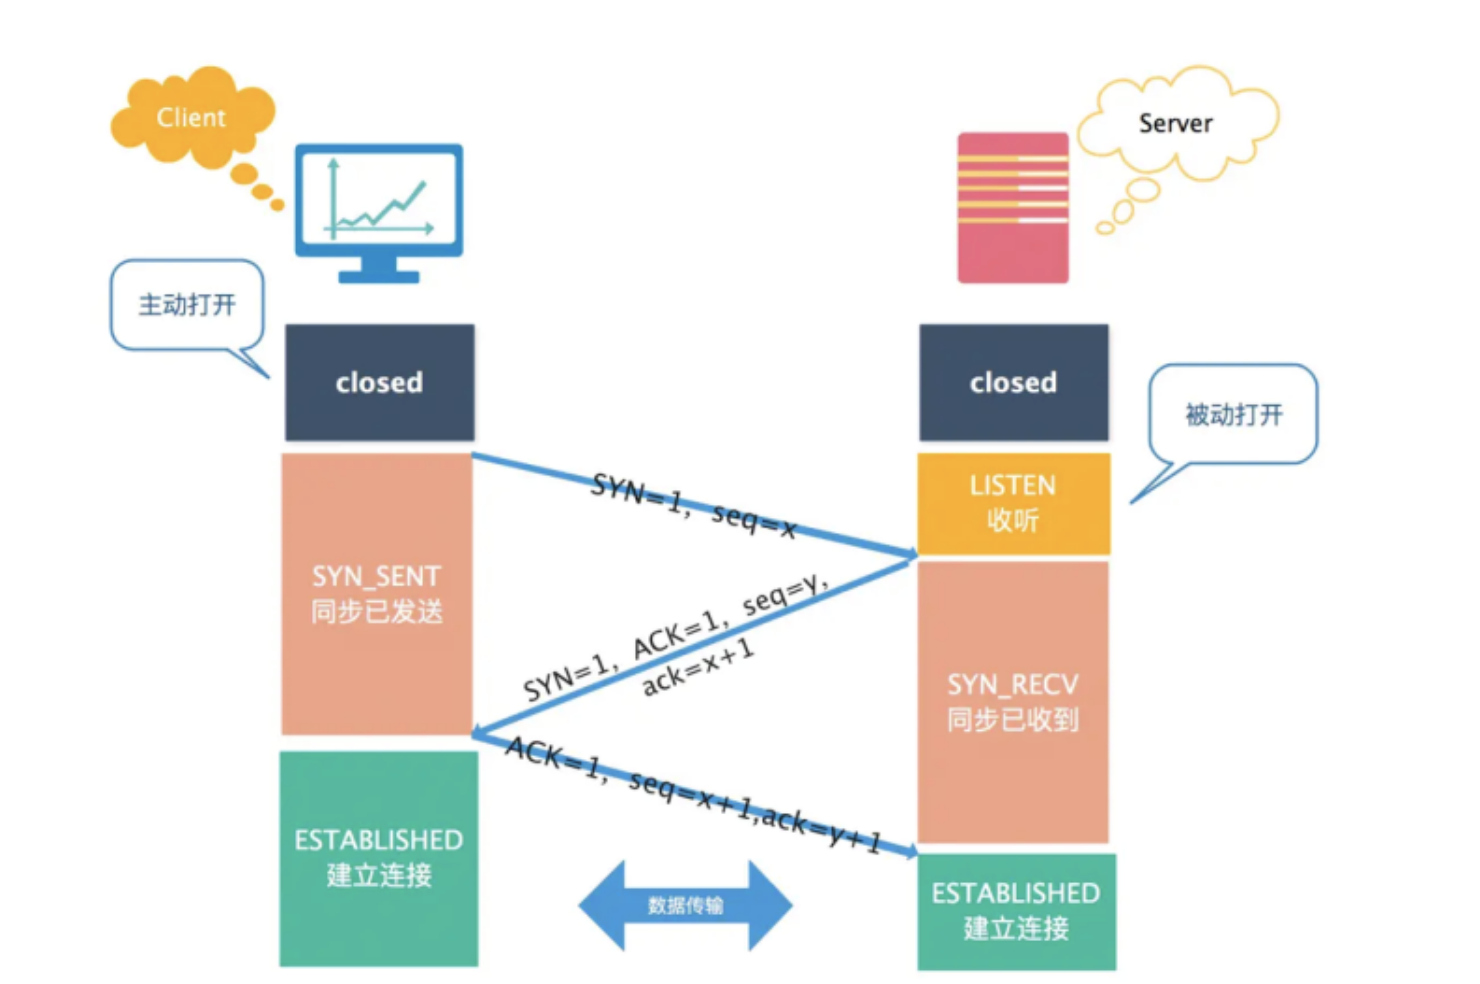 Client
Server
主动打开
closed
closed
被动打开
SYN=1, seq=x
LISTEN
收听
SYN_SENT
同步已发送
SYN=1, ACK=1, seq=y,
ack=x+1
SYN_RECV
同步已收到
ACK=1, seq=x+1,ack=y+1
ESTABLISHED
建立连接
数据传输
ESTABLISHED
建立连接